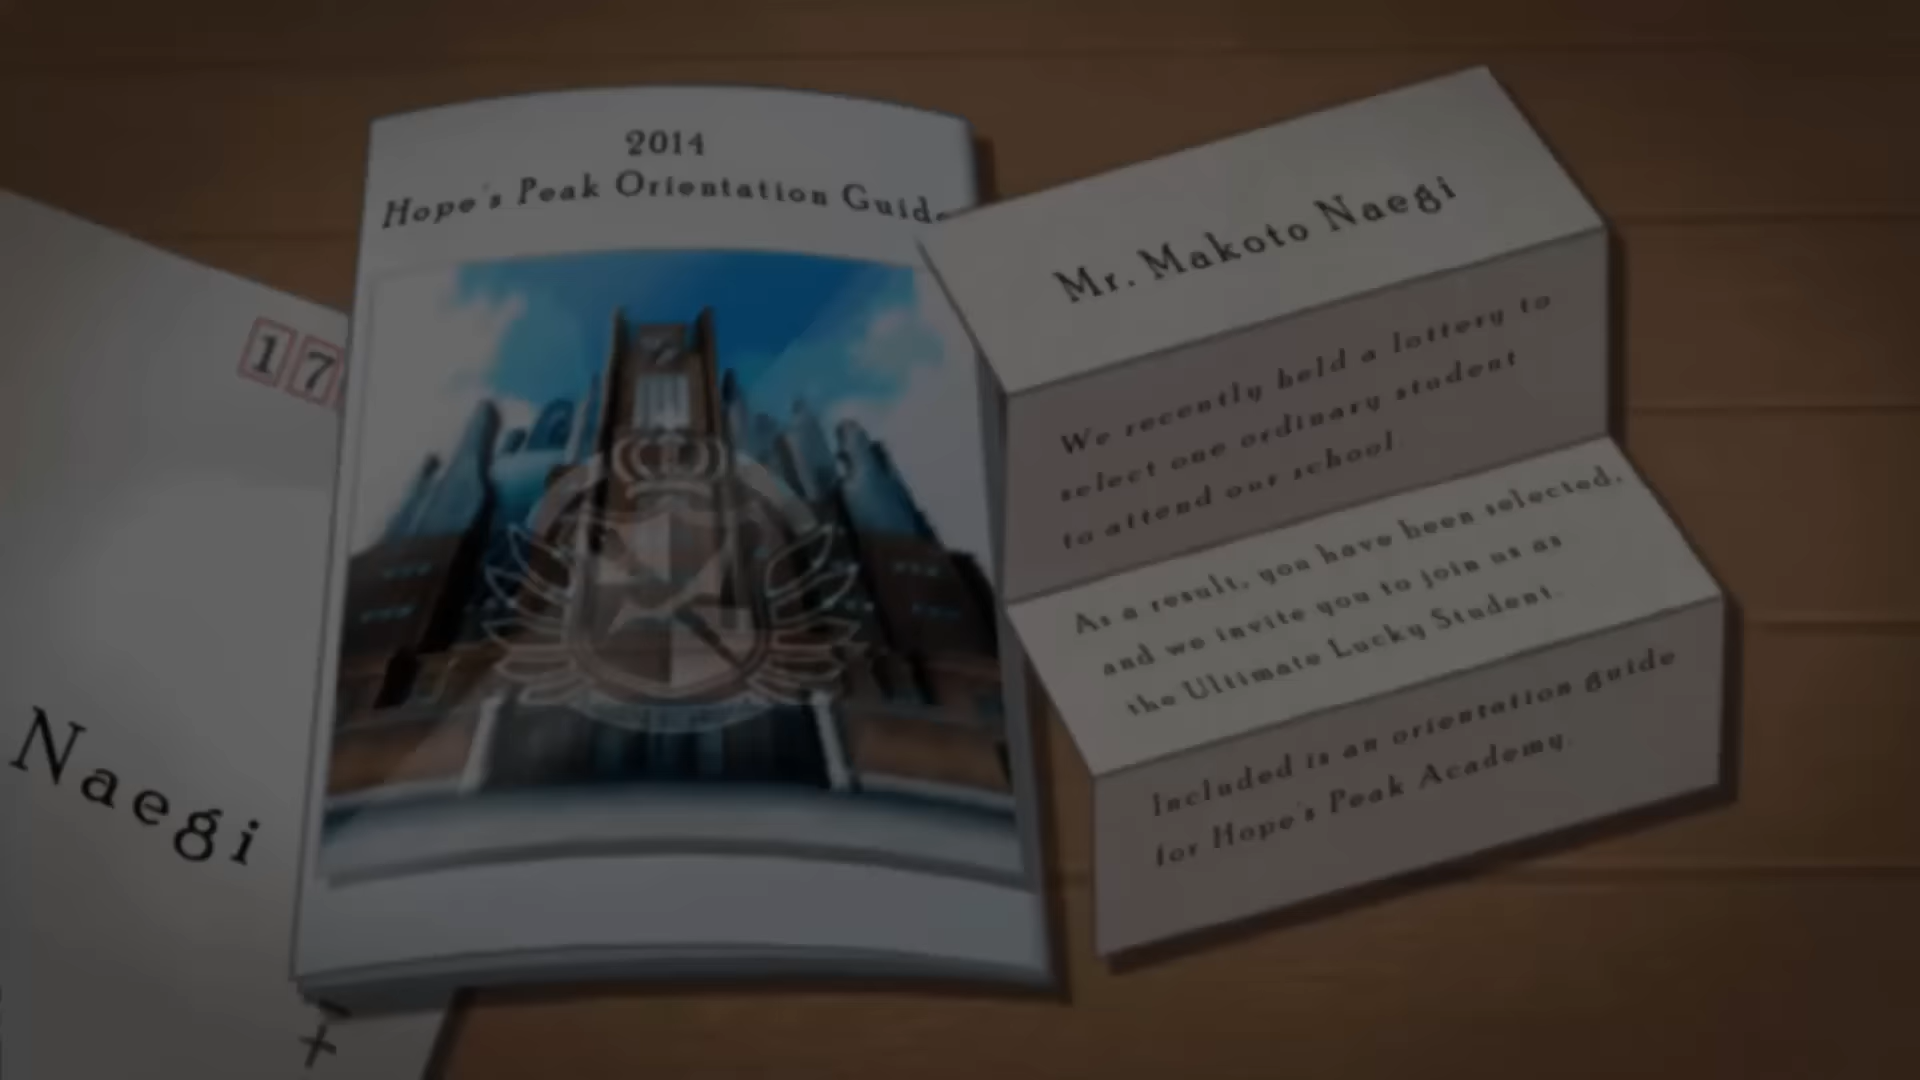 17
Naegi
2014
Hope's Peak Orientation Guide
Mr. Makoto Naegi
We recently held a lottery to
select one ordinary student
to attend our school.
As a result, you have been selected,
and we invite you to join us as
the Ultimate Lucky Student.
Included is an orientation guide
for Hope's Peak Academy.